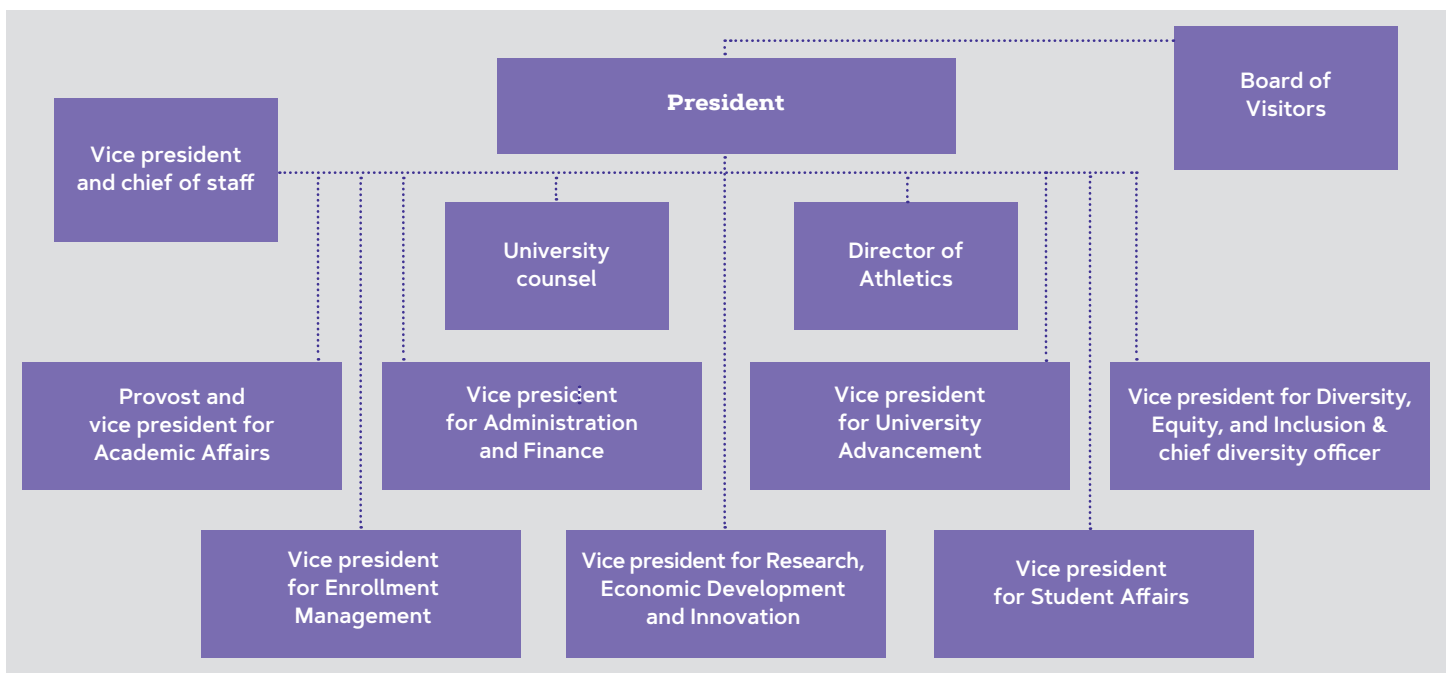 President
Board of
Visitors
Vice president
and chief of staff
University
counsel
Director of
Athletics
Provost and
vice president for
Academic Affairs
Vice president
for Administration
and Finance
Vice president
for University
Advancement
Vice president for Diversity,
Equity, and Inclusion &
chief diversity officer
Vice president
for Enrollment
Management
Vice president for Research,
Economic Development
and Innovation
Vice president
for Student Affairs